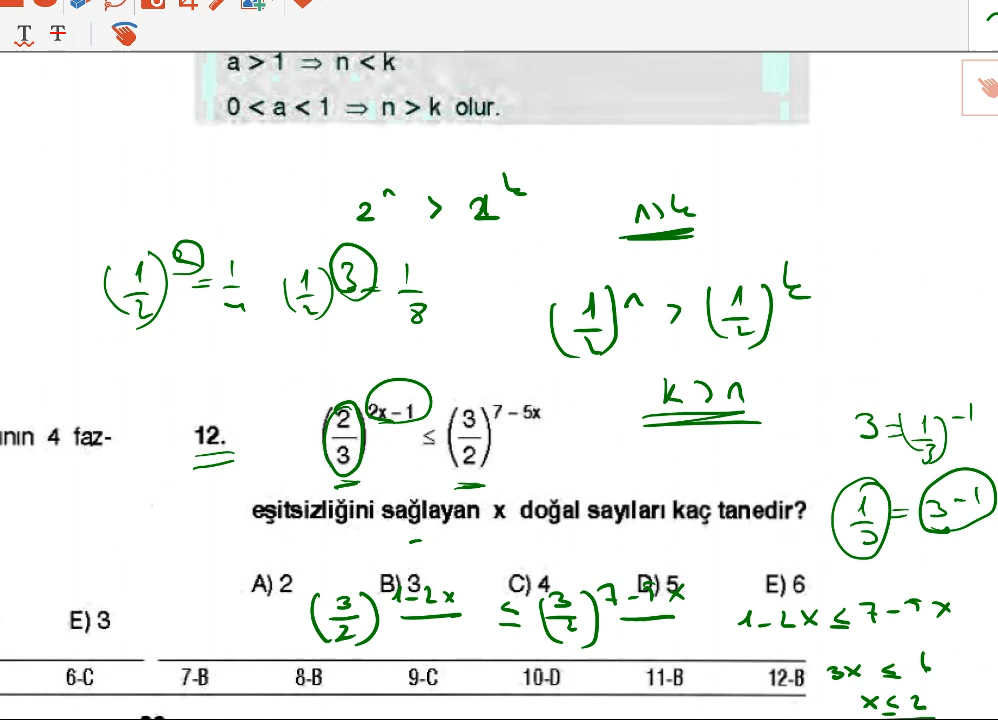 a > 1 ⇒ n < k
0 < a < 1 ⇒ n > k olur.
2^n > 2^k
n>k
(1/2)^2 = 1/4 (1/2)^3 = 1/8
(1/2)^n > (1/2)^k
k > n
ının 4 faz-
12. (2/3)^(2x – 1) ≤ (3/2)^(7 – 5x)
3 = (1/3)^-1
1/3 = 3^-1
eşitsizliğini sağlayan x doğal sayıları kaç tanedir?
A) 2 B) 3 C) 4 D) 5 E) 6
(3/2)^(1-2x) ≤ (3/2)^(7-5x)
1-2x ≤ 7-5x
3x ≤ 6
x ≤ 2
E) 3
6-C 7-B 8-B 9-C 10-D 11-B 12-B